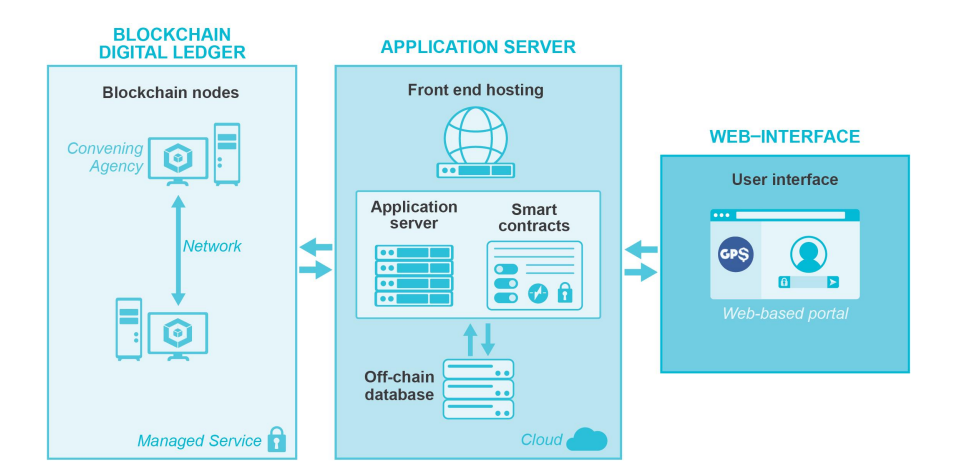 BLOCKCHAIN
DIGITAL LEDGER
Blockchain nodes
Convening
Agency
Network
Managed Service
APPLICATION SERVER
Front end hosting
Application
server
Smart
contracts
Off-chain
database
Cloud
WEB–INTERFACE
User interface
GPS
Web-based portal